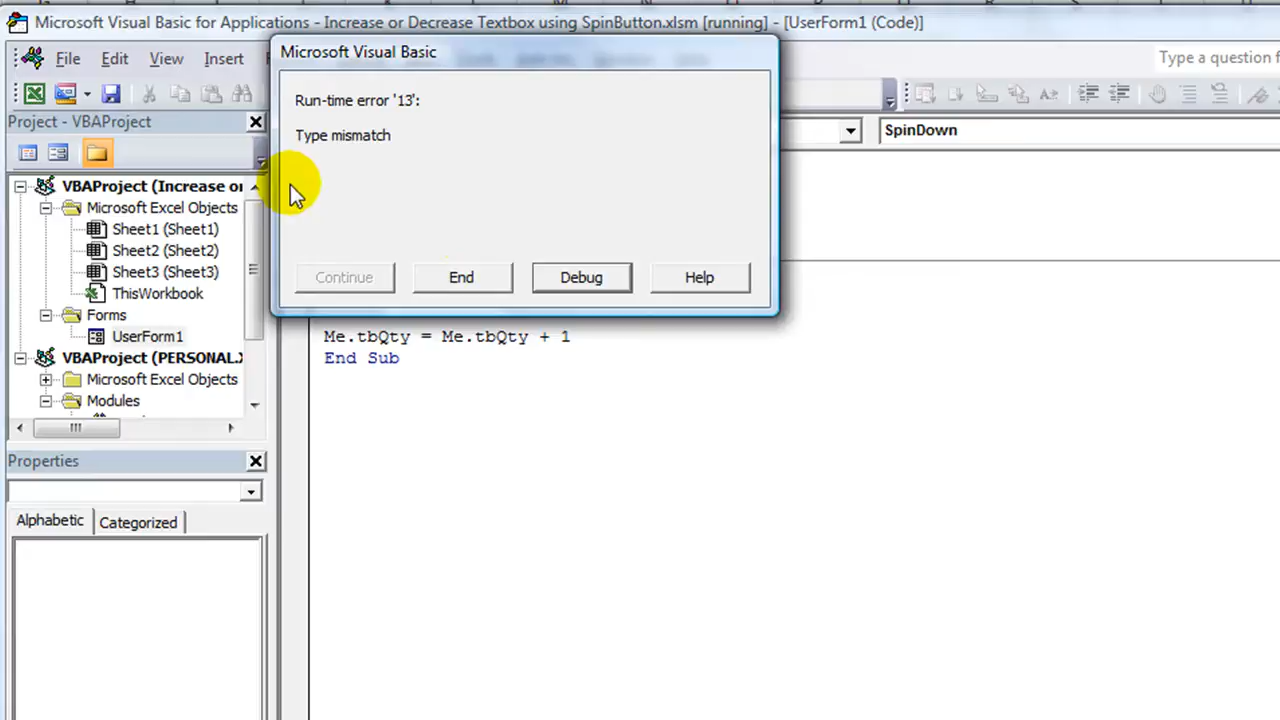 Microsoft Visual Basic for Applications - Increase or Decrease Textbox using SpinButton.xlsm [running] - [UserForm1 (Code)]
File Edit View Insert
Type a question f
Microsoft Visual Basic
Run-time error '13':
Type mismatch
Continue End Debug Help
Project - VBAProject
SpinDown
VBAProject (Increase or
Microsoft Excel Objects
Sheet1 (Sheet1)
Sheet2 (Sheet2)
Sheet3 (Sheet3)
ThisWorkbook
Forms
UserForm1
VBAProject (PERSONAL.X
Microsoft Excel Objects
Modules
Me.tbQty = Me.tbQty + 1
End Sub
Properties
Alphabetic Categorized